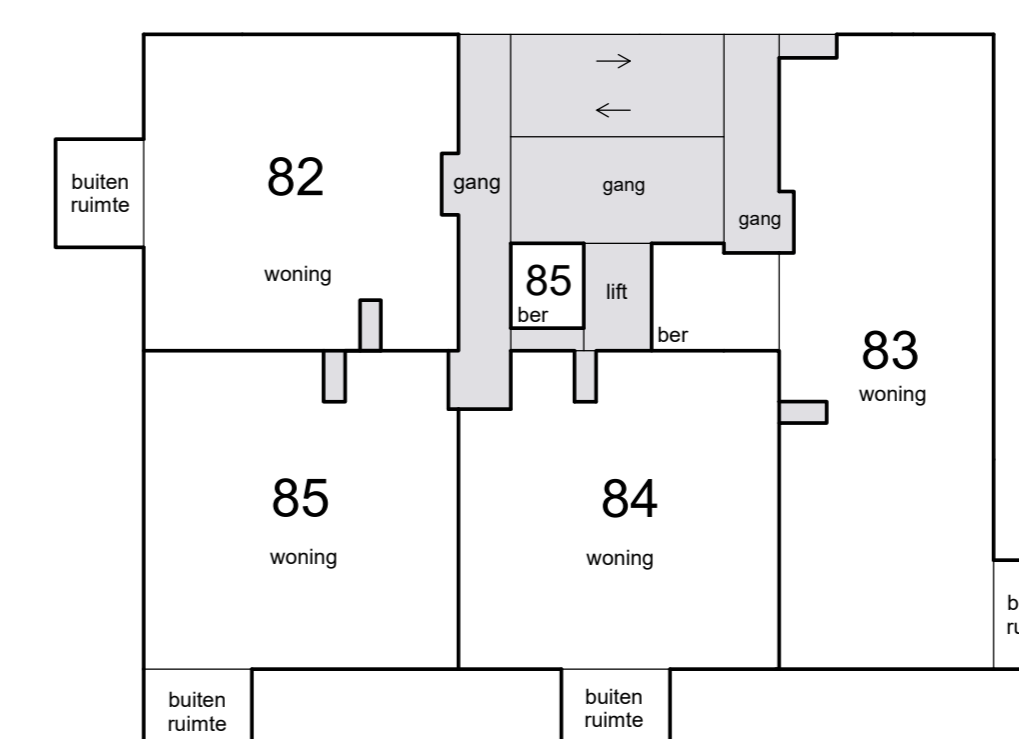 buiten
ruimte
82
woning
gang
gang
gang
85
ber
lift
ber
83
woning
85
woning
84
woning
b
ru
buiten
ruimte
buiten
ruimte